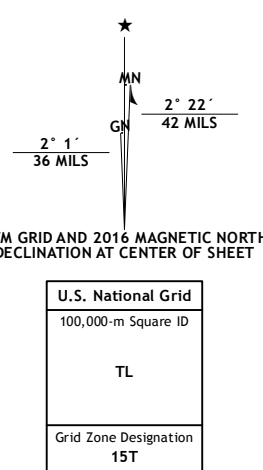 ★
MN
2° 22´
42 MILS
GN
2° 1´
36 MILS
M GRID AND 2016 MAGNETIC NORTH
DECLINATION AT CENTER OF SHEET
U.S. National Grid
100,000-m Square ID
TL
Grid Zone Designation
15T